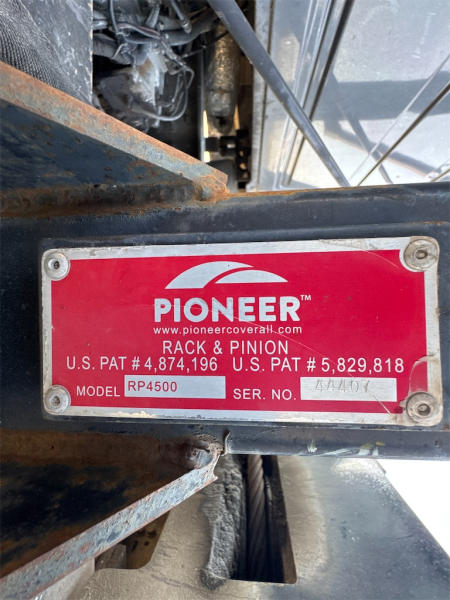 PIONEER™
www.pioneercoverall.com
RACK & PINION
U.S. PAT # 4,874,196 U.S. PAT # 5,829,818
MODEL RP4500 SER. NO.